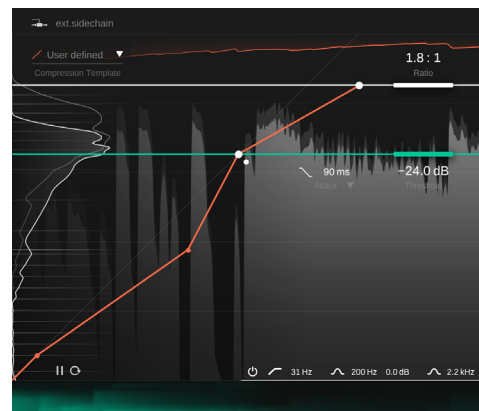 ext.sidechain
User defined ▼
Compression Template
1.8 : 1
Ratio
90 ms
Attack ▼
−24.0 dB
Threshold
31 Hz
200 Hz 0.0 dB
2.2 kHz